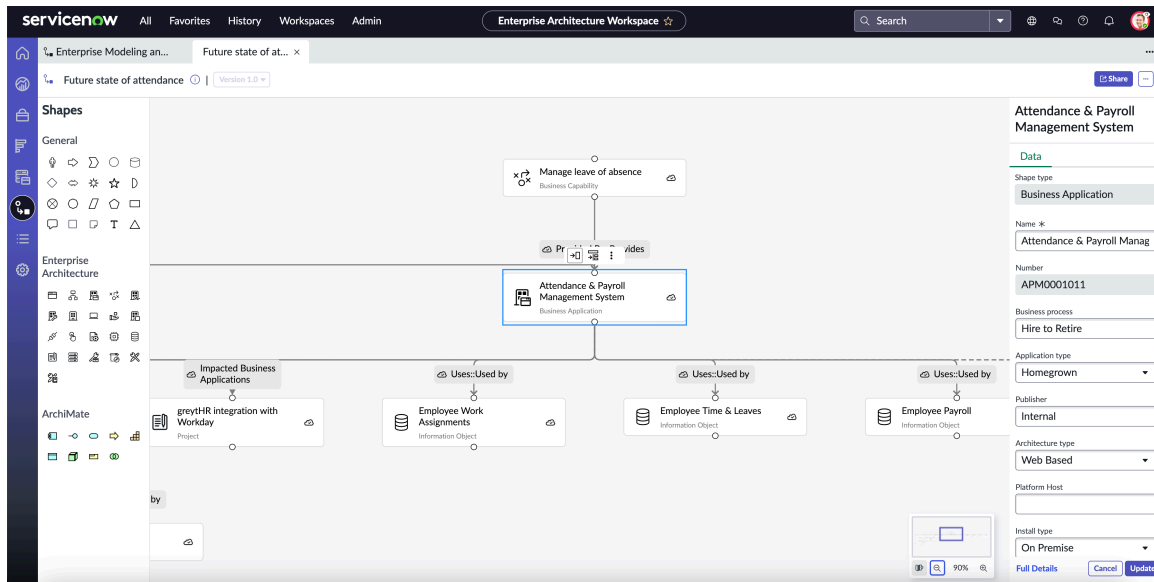 servicenow
All
Favorites
History
Workspaces
Admin
Enterprise Architecture Workspace
Search
Enterprise Modeling an...
Future state of at...
Future state of attendance
Version 1.0
Share
Shapes
General
T
Enterprise
Architecture
ArchiMate
Manage leave of absence
Business Capability
Attendance & Payroll
Management System
Business Application
Impacted Business
Applications
Uses::Used by
Uses::Used by
Uses::Used by
greytHR integration with
Workday
Project
Employee Work
Assignments
Information Object
Employee Time & Leaves
Information Object
Employee Payroll
Information Object
by
90%
Attendance & Payroll
Management System
Data
Shape type
Business Application
Name
Attendance & Payroll Manag
Number
APM0001011
Business process
Hire to Retire
Application type
Homegrown
Publisher
Internal
Architecture type
Web Based
Platform Host
Install type
On Premise
Full Details
Cancel
Update